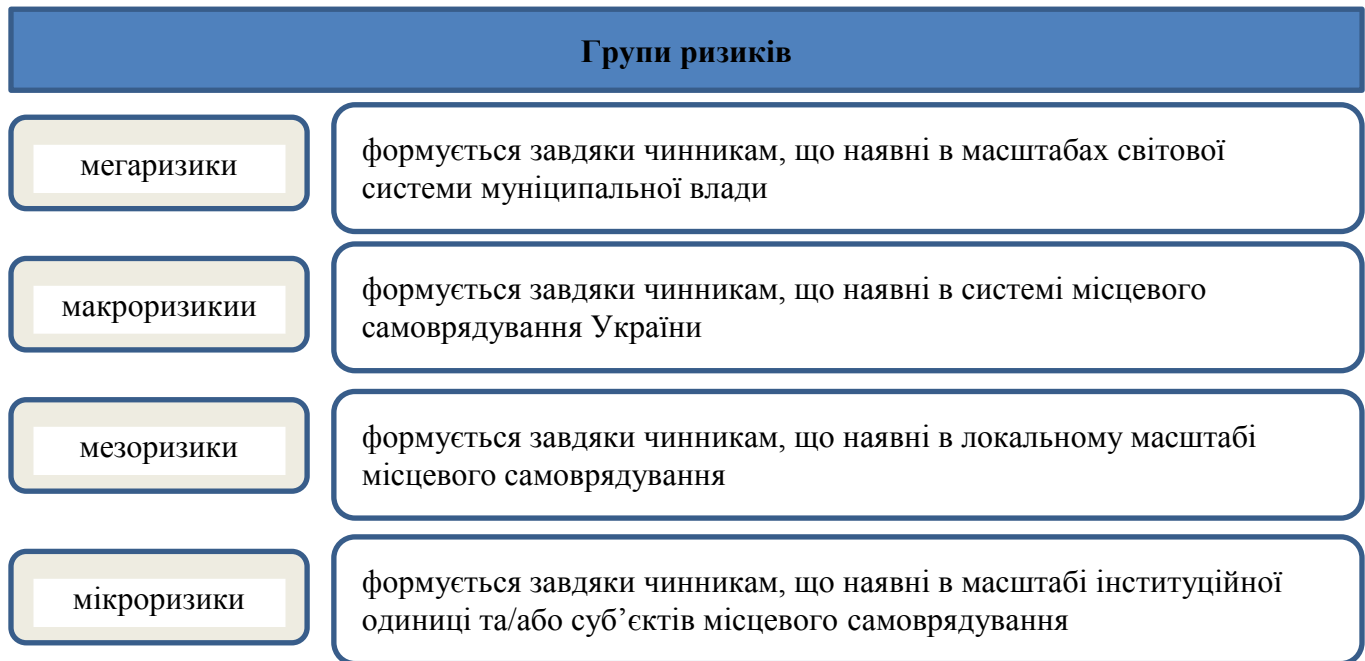 Групи ризиків
мегаризики
формується завдяки чинникам, що наявні в масштабах світової
системи муніципальної влади
макроризикии
формується завдяки чинникам, що наявні в системі місцевого
самоврядування України
мезоризики
формується завдяки чинникам, що наявні в локальному масштабі
місцевого самоврядування
мікроризики
формується завдяки чинникам, що наявні в масштабі інституційної
одиниці та/або суб’єктів місцевого самоврядування